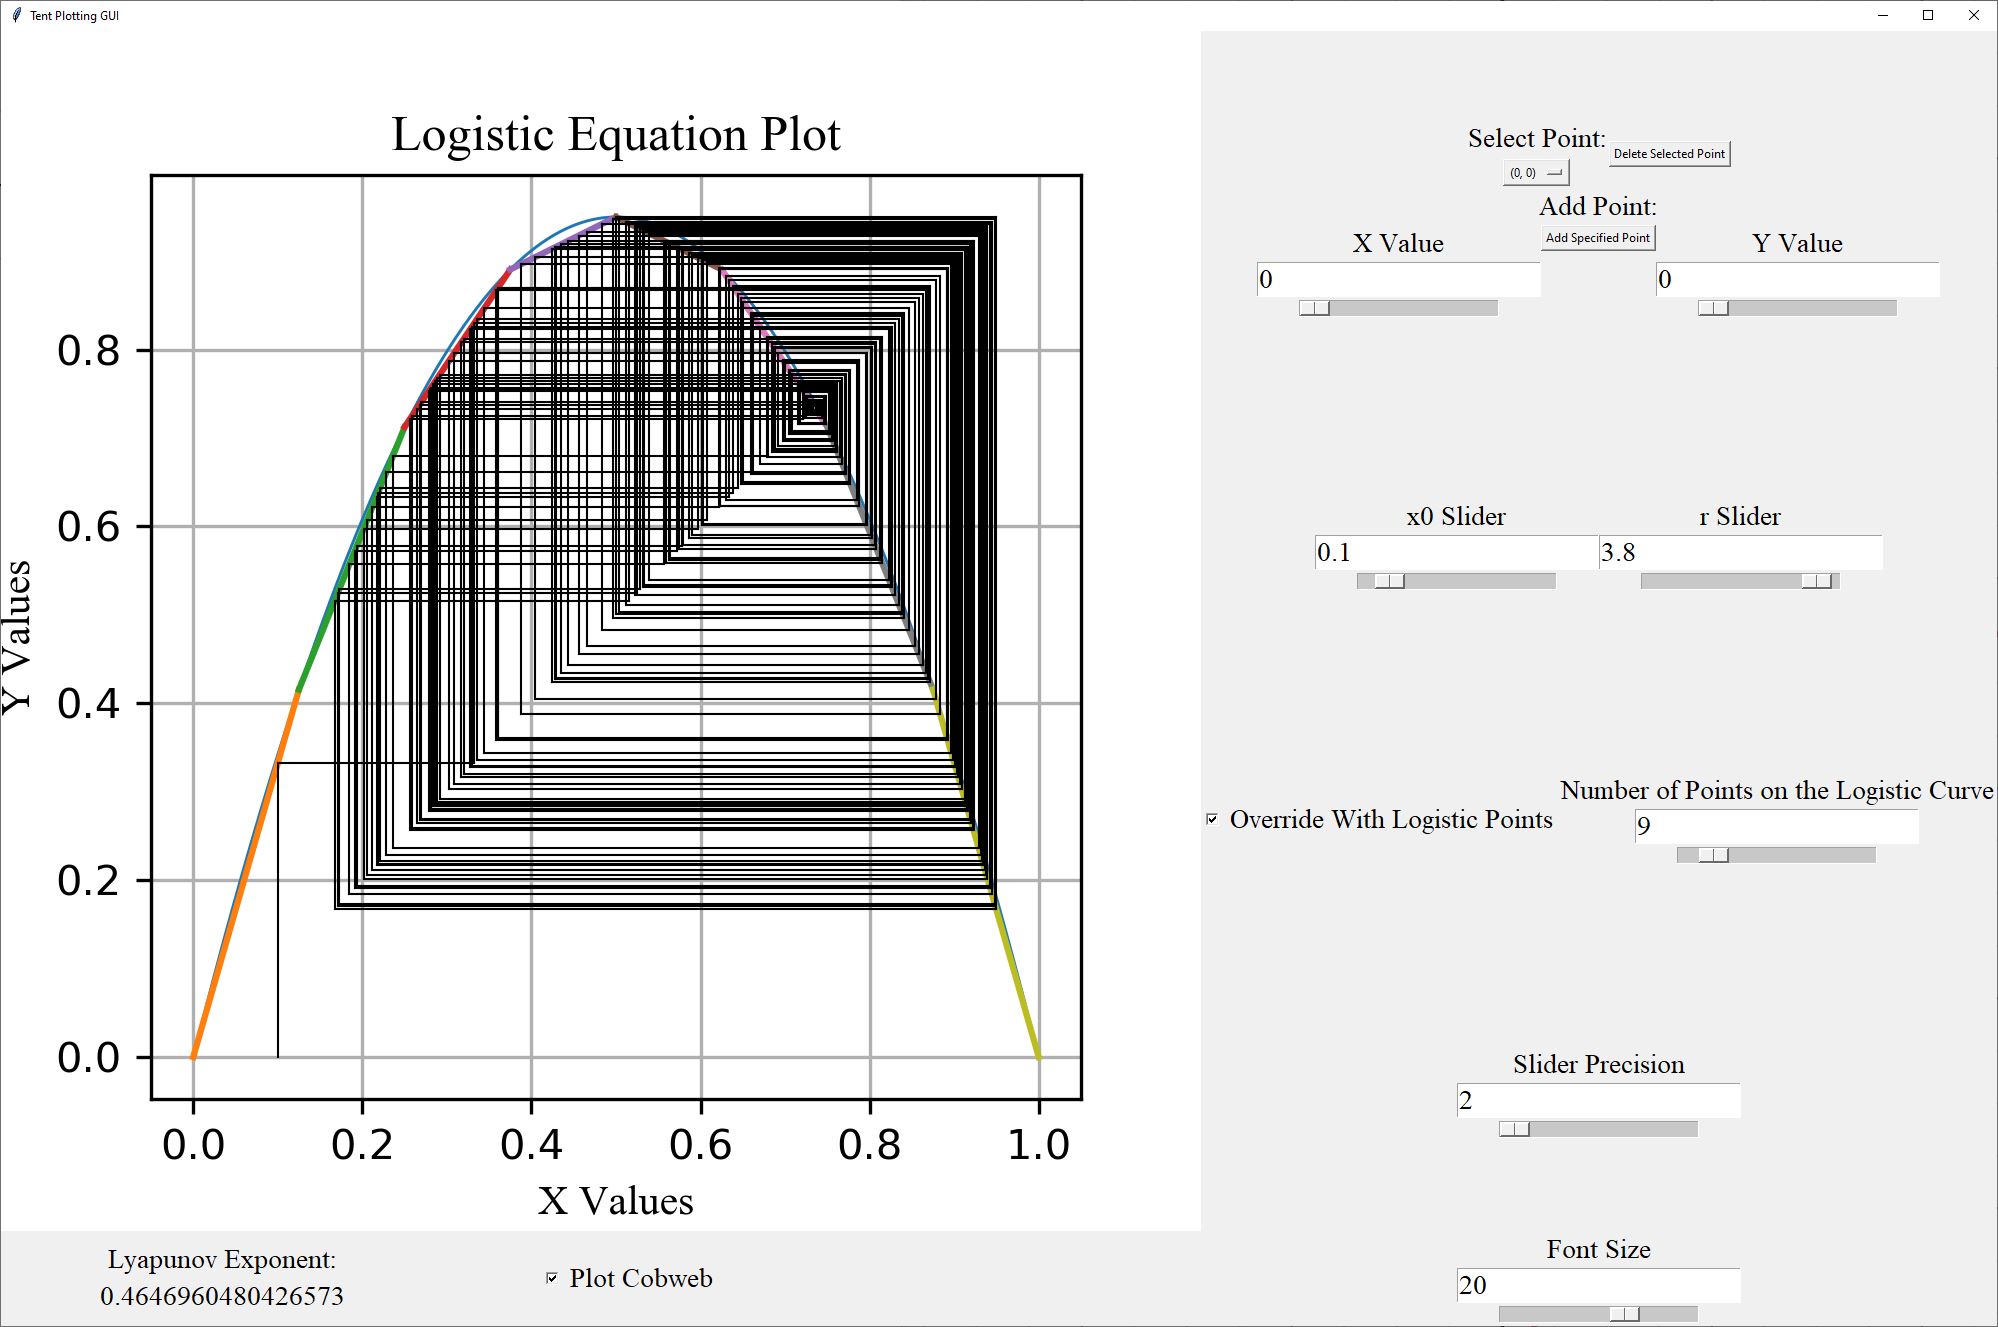 Tent Plotting GUI
Logistic Equation Plot
0.8
0.6
0.4
0.2
0.0
Y Values
0.0 0.2 0.4 0.6 0.8 1.0
X Values
Lyapunov Exponent:
0.4646960480426573
Plot Cobweb
Select Point:
Delete Selected Point
(0, 0)
Add Point:
X Value
Add Specified Point
Y Value
0
0
x0 Slider
r Slider
0.1
3.8
Number of Points on the Logistic Curve
Override With Logistic Points
9
Slider Precision
2
Font Size
20